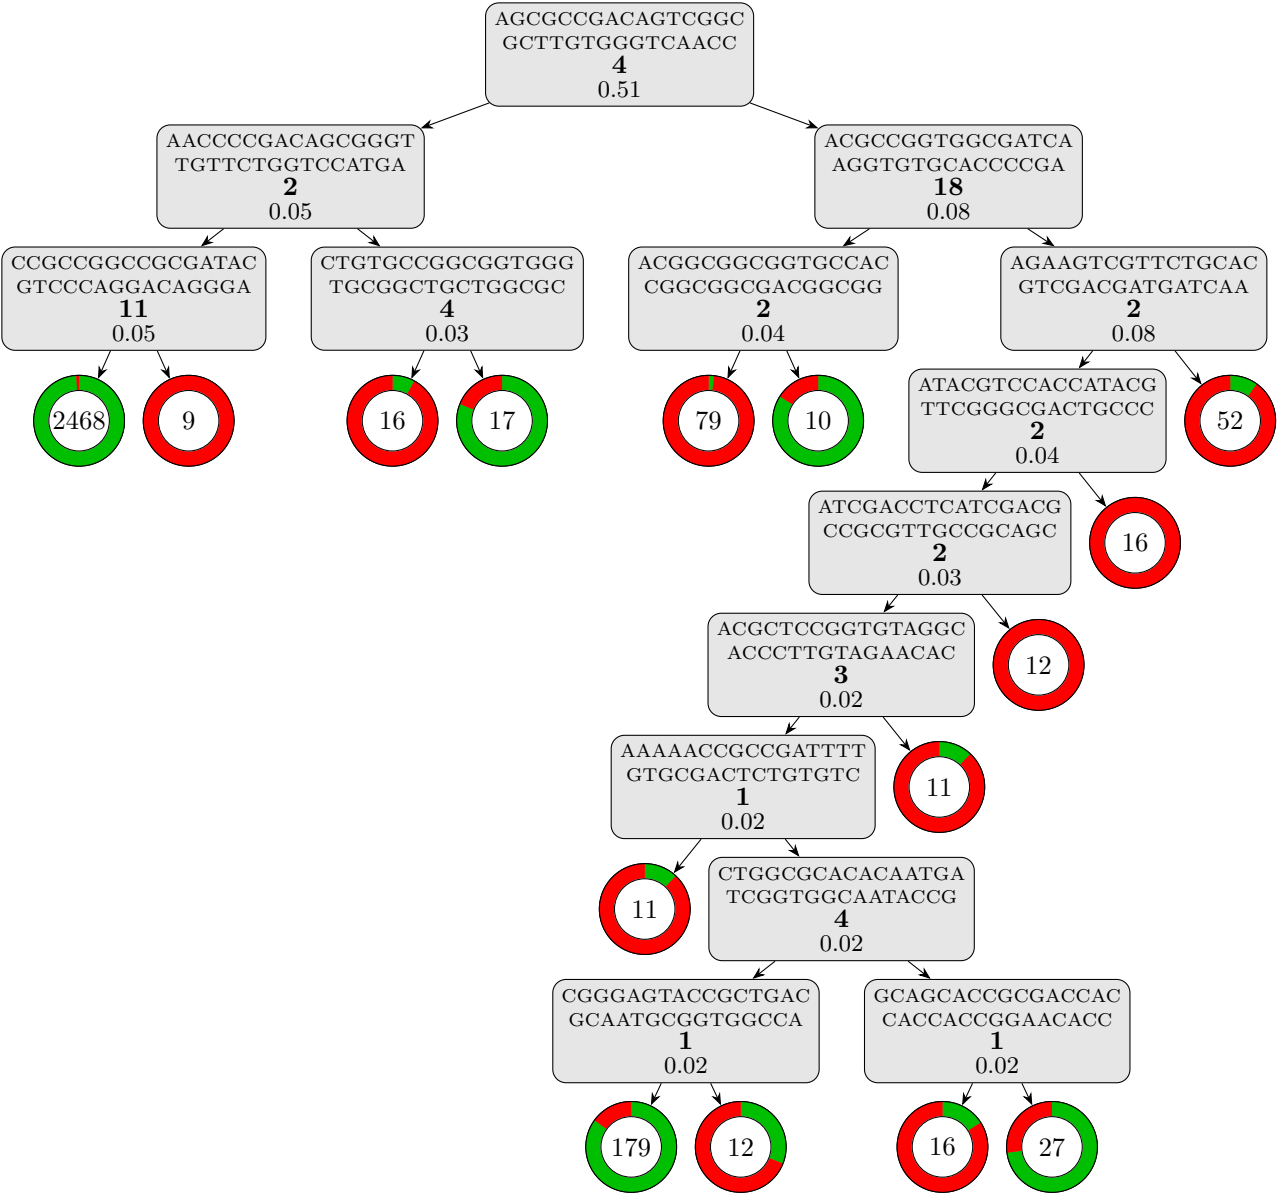 AGCGCCGACAGTCGGC
GCTTGTGGGTCAACC
4
0.51
AACCCCGACAGCGGGT
TGTTCTGGTCCATGA
2
0.05
ACGCCGGTGGCGATCA
AGGTGTGCACCCCGA
18
0.08
CCGCCGGCCGCGATAC
GTCCCAGGACAGGGA
11
0.05
CTGTGCCGGCGGTGGG
TGCGGCTGCTGGCGC
4
0.03
ACGGCGGCGGTGCCAC
CGGCGGCGACGGCGG
2
0.04
AGAAGTCGTTCTGCAC
GTCGACGATGATCAA
2
0.08
2468
9
16
17
79
10
ATACGTCCACCATACG
TTCGGGCGACTGCCC
2
0.04
52
ATCGACCTCATCGACG
CCGCGTTGCCGCAGC
2
0.03
16
ACGCTCCGGTGTAGGC
ACCCTTGTAGAACAC
3
0.02
12
AAAAACCGCCGATTTT
GTGCGACTCTGTGTC
1
0.02
11
11
CTGGCGCACACAATGA
TCGGTGGCAATACCG
4
0.02
CGGGAGTACCGCTGAC
GCAATGCGGTGGCCA
1
0.02
GCAGCACCGCGACCAC
CACCACCGGAACACC
1
0.02
179
12
16
27